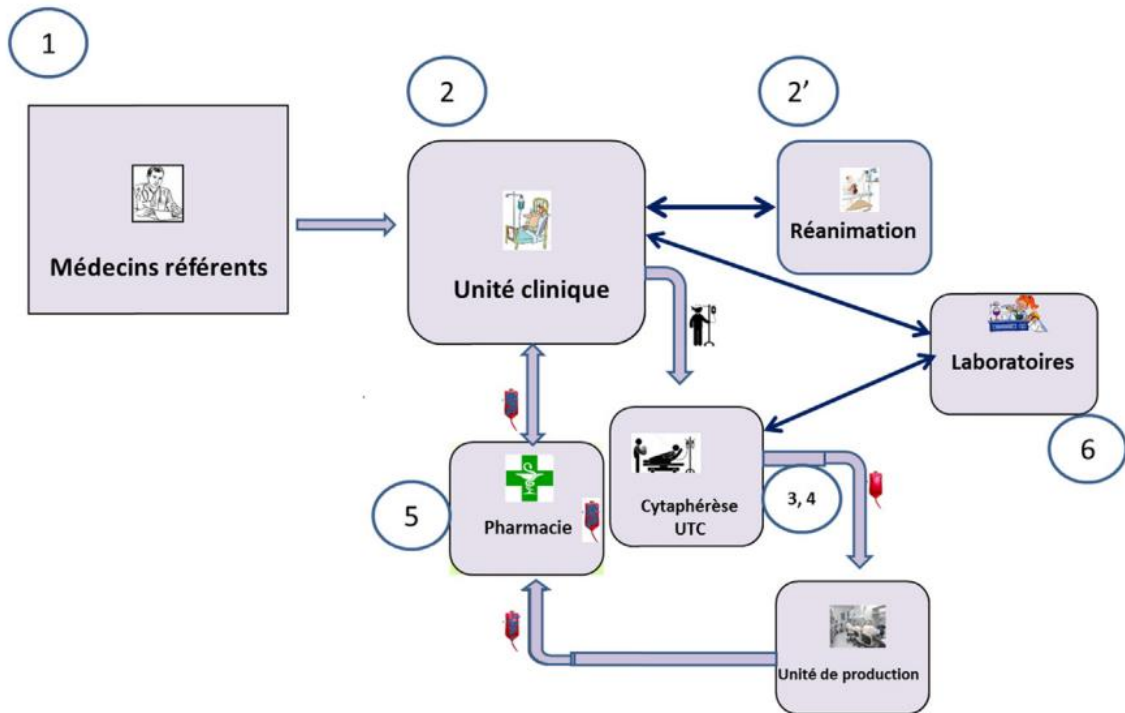 1
2
2’
Médecins référents
Unité clinique
Réanimation
Laboratoires
6
5
Pharmacie
Cytaphérèse
UTC
3, 4
Unité de production